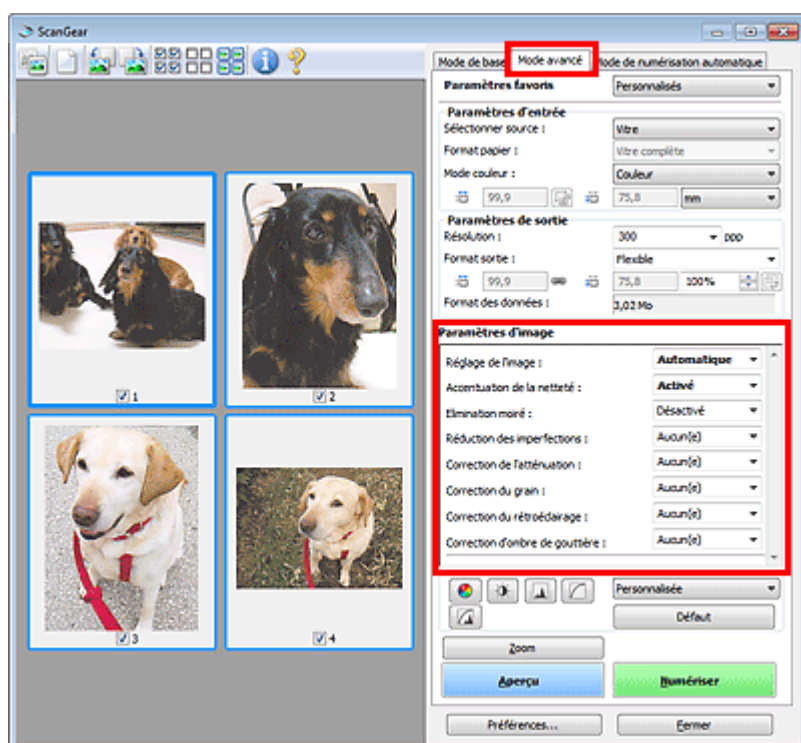 ScanGear
Mode de base Mode avancé Mode de numérisation automatique
Paramètres favoris Personnalisés
Paramètres d'entrée
Sélectionner source : Vitre
Format papier : Vitre complète
Mode couleur : Couleur
99,9 75,8 mm
Paramètres de sortie
Résolution : 300 ppp
Format sortie : Flexible
99,9 75,8 100%
Format des données : 3,02 Mo
Paramètres d'image
Réglage de l'image : Automatique
Accentuation de la netteté : Activé
Elimination moiré : Désactivé
Réduction des imperfections : Aucun(e)
Correction de l'atténuation : Aucun(e)
Correction du grain : Aucun(e)
Correction du rétroéclairage : Aucun(e)
Correction d'ombre de gouttière : Aucun(e)
Personnalisée
Défaut
Zoom
Aperçu Numériser
Préférences... Fermer
1
2
3
4